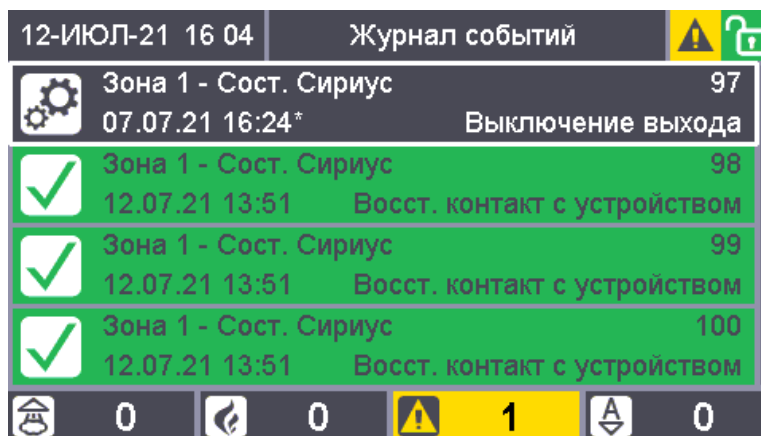 12-ИЮЛ-21 16 04 Журнал событий
Зона 1 - Сост. Сириус 97
07.07.21 16:24* Выключение выхода
Зона 1 - Сост. Сириус 98
12.07.21 13:51 Восст. контакт с устройством
Зона 1 - Сост. Сириус 99
12.07.21 13:51 Восст. контакт с устройством
Зона 1 - Сост. Сириус 100
12.07.21 13:51 Восст. контакт с устройством
0 0 1 A 0